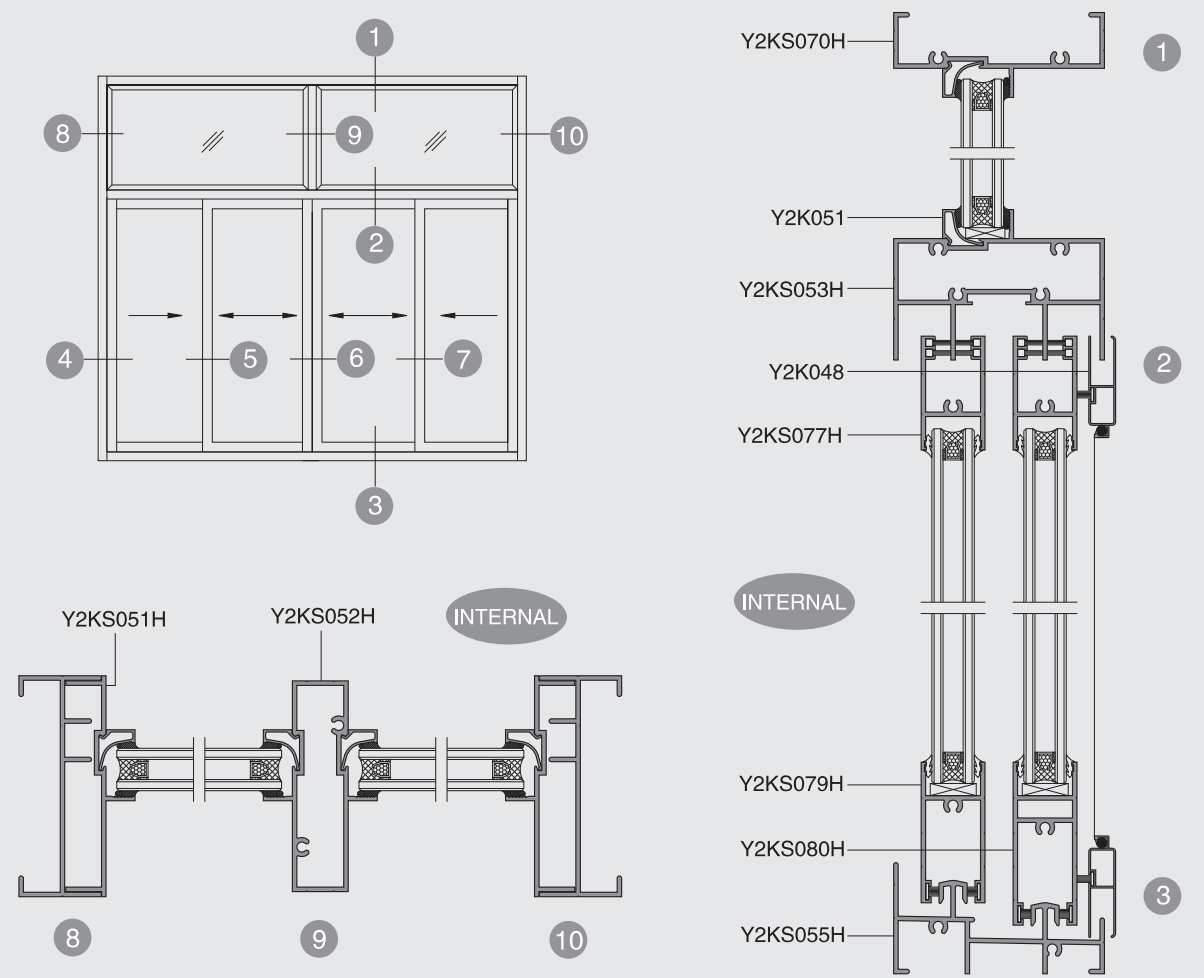 1
8
9
10
2
4
5
6
7
3
Y2KS051H
Y2KS052H
INTERNAL
8
9
10
Y2KS070H
1
Y2K051
Y2KS053H
Y2K048
2
Y2KS077H
INTERNAL
Y2KS079H
Y2KS080H
3
Y2KS055H